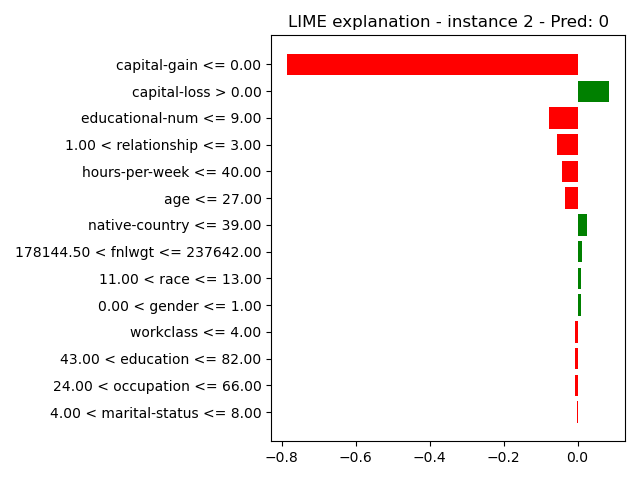 LIME explanation - instance 2 - Pred: 0
capital-gain <= 0.00
capital-loss > 0.00
educational-num <= 9.00
1.00 < relationship <= 3.00
hours-per-week <= 40.00
age <= 27.00
native-country <= 39.00
178144.50 < fnlwgt <= 237642.00
11.00 < race <= 13.00
0.00 < gender <= 1.00
workclass <= 4.00
43.00 < education <= 82.00
24.00 < occupation <= 66.00
4.00 < marital-status <= 8.00
−0.8 −0.6 −0.4 −0.2 0.0